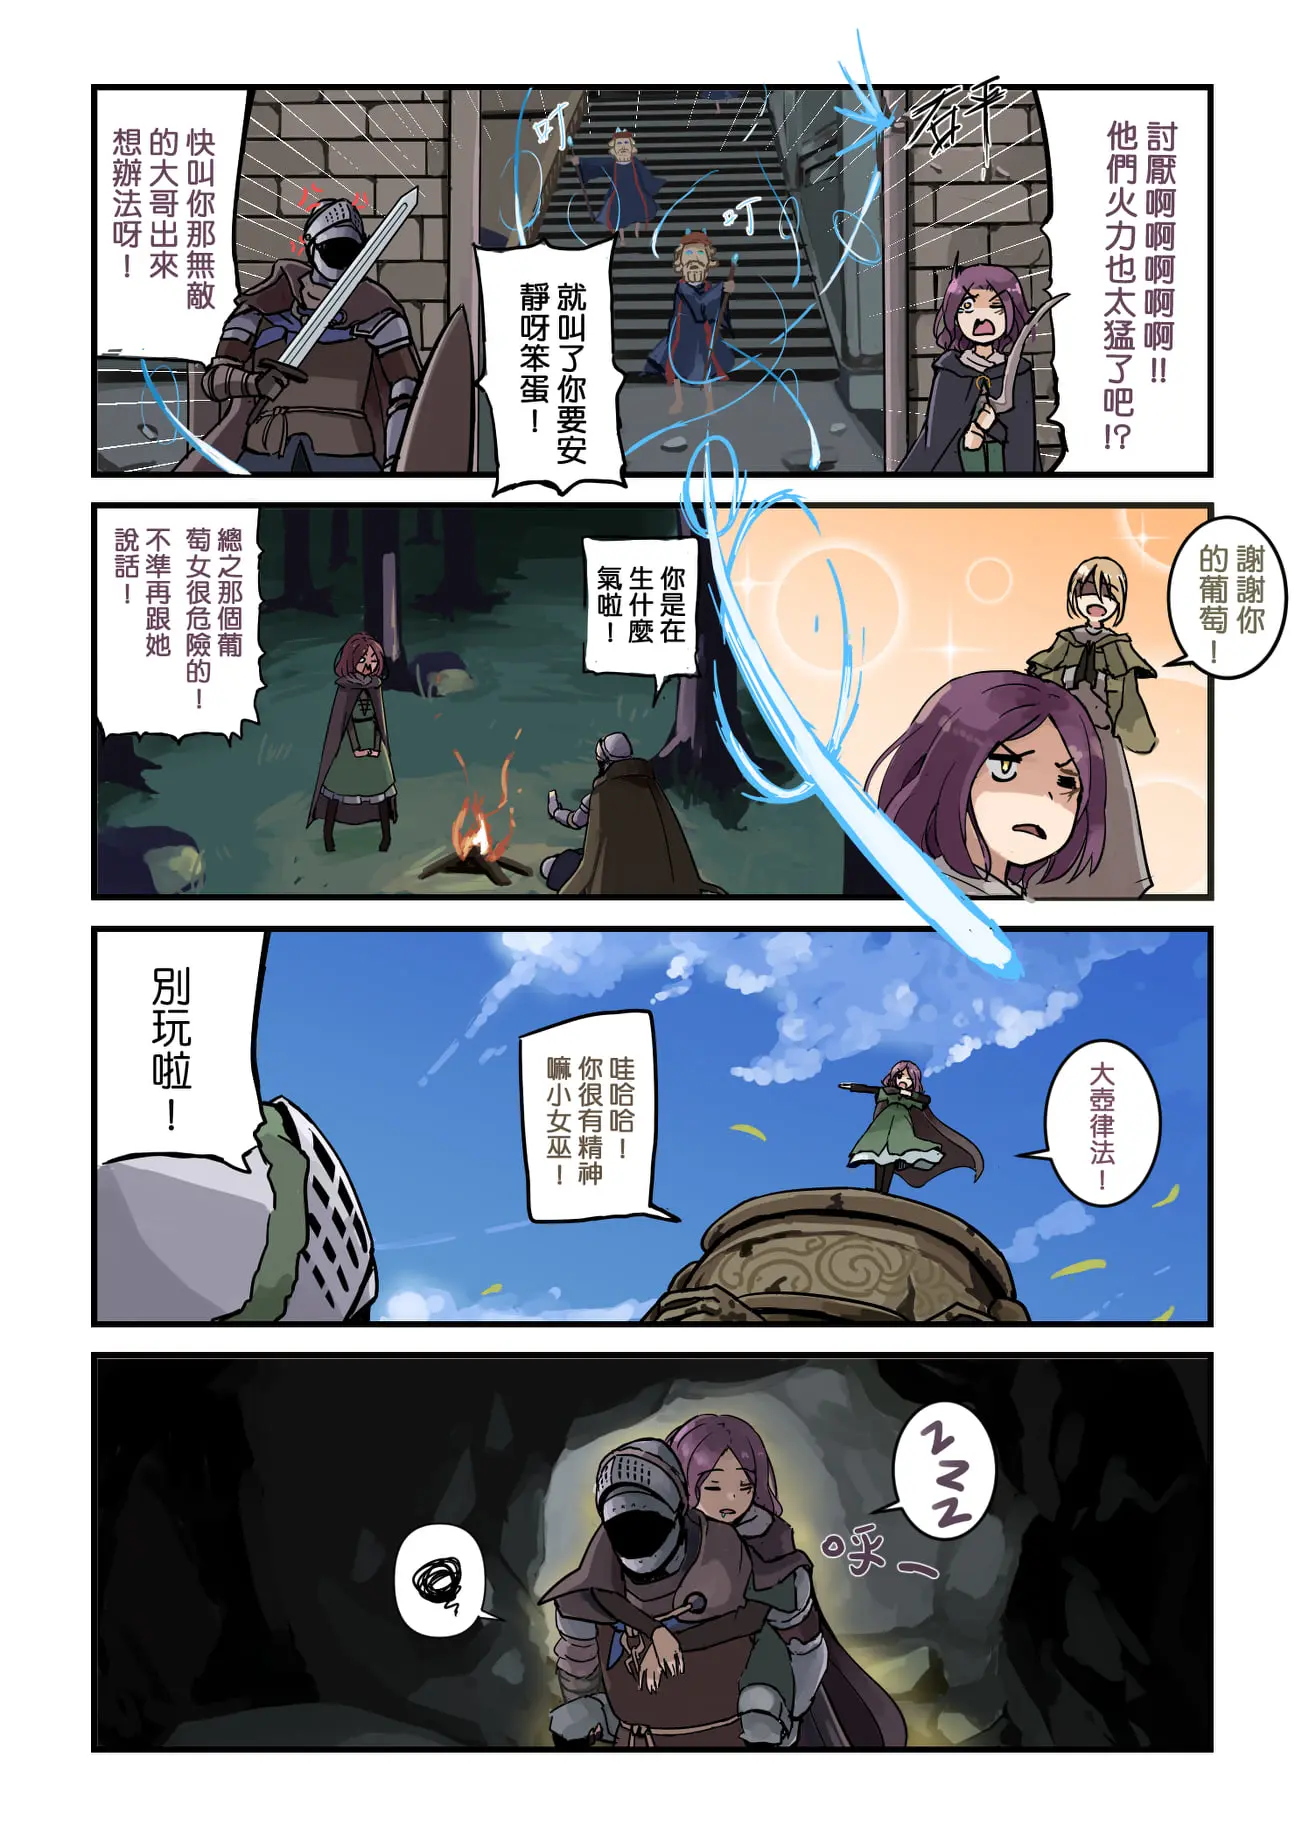 討厭啊啊啊啊啊!!
他們火力也太猛了吧!?
砰
叮
叮
就叫了你要安
靜呀笨蛋！
快叫你那無敵
的大哥出來
想辦法呀！
謝謝你
的葡萄！
你是在
生什麼
氣啦！
總之那個葡
萄女很危險的！
不準再跟她
說話！
大壺律法！
哇哈哈！
你很有精神
嘛小女巫！
別玩啦！
ZZZ
呼—